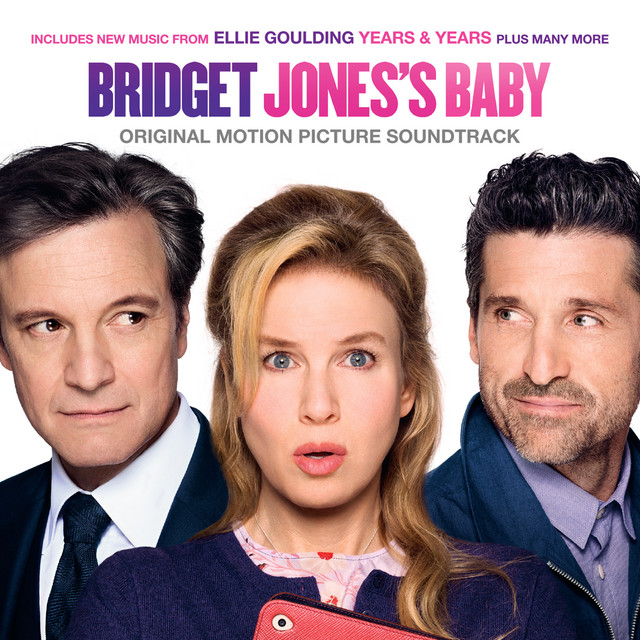 INCLUDES NEW MUSIC FROM ELLIE GOULDING YEARS & YEARS PLUS MANY MORE
BRIDGET JONES'S BABY
ORIGINAL MOTION PICTURE SOUNDTRACK